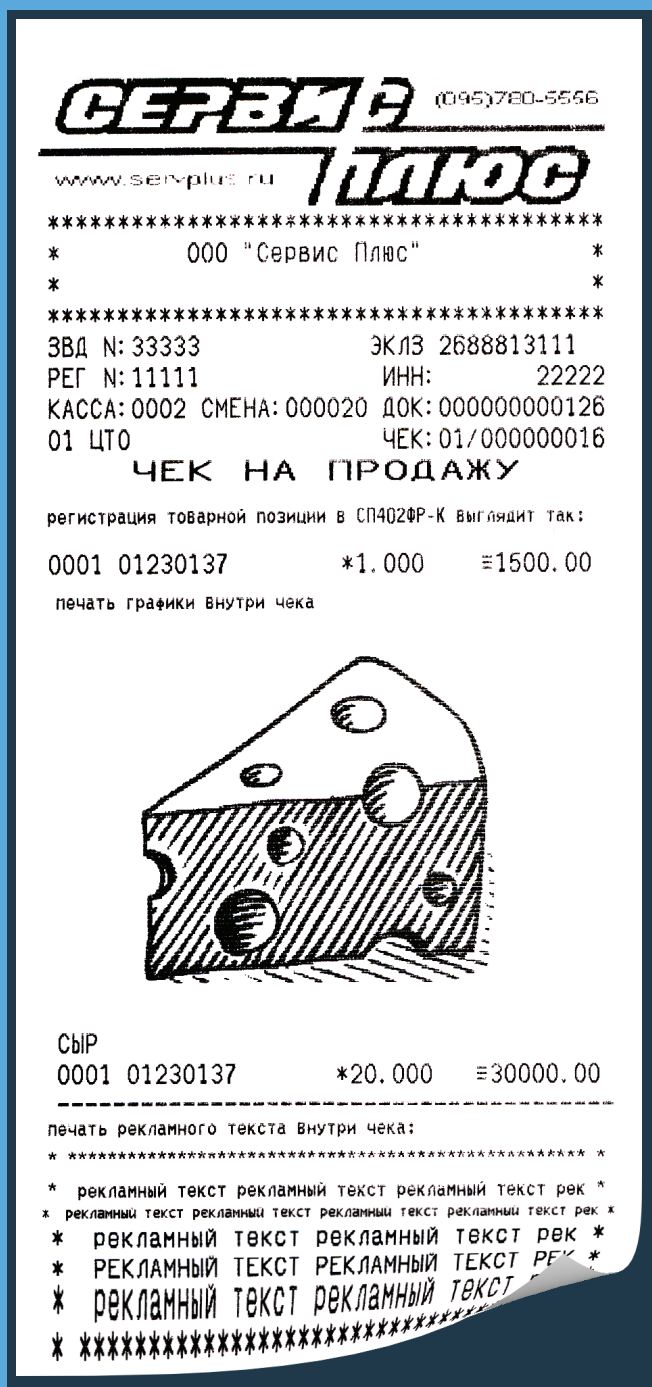 СЕРВИС (095)780-5556
www.serv-plus.ru ПЛЮС
****************************************
* ООО "Сервис Плюс" *
* *
****************************************
ЗВД N:33333 ЭКЛЗ 2688813111
РЕГ N:11111 ИНН: 22222
КАССА:0002 СМЕНА:000020 ДОК:000000000126
01 ЦТО ЧЕК:01/000000016
ЧЕК НА ПРОДАЖУ
регистрация товарной позиции в СП402ФР-К выглядит так:
0001 01230137 *1.000 ≡1500.00
печать графики внутри чека
СЫР
0001 01230137 *20.000 ≡30000.00
----------------------------------------
печать рекламного текста внутри чека:
* **************************************************** *
* рекламный текст рекламный текст рекламный текст рек *
* рекламный текст рекламный текст рекламный текст рекламный текст рек *
* рекламный текст рекламный текст рек *
* РЕКЛАМНЫЙ ТЕКСТ РЕКЛАМНЫЙ ТЕКСТ РЕК *
* рекламный текст рекламный текст
* ******************************